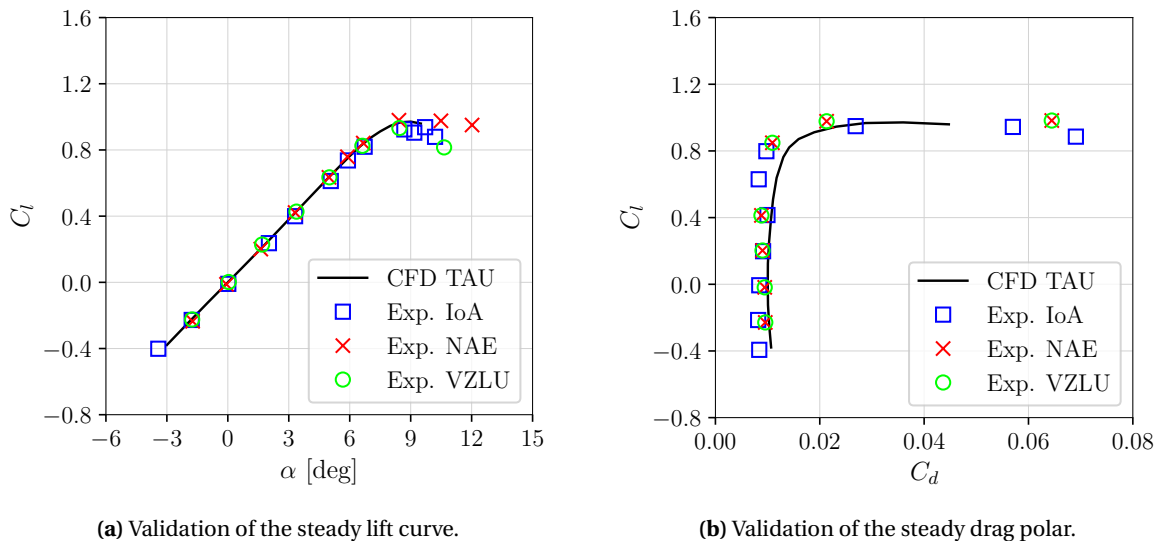 1.6
1.2
0.8
0.4
0.0
−0.4
−0.8
C_l
−6 −3 0 3 6 9 12 15
α [deg]
CFD TAU
Exp. IoA
Exp. NAE
Exp. VZLU
(a) Validation of the steady lift curve.
1.6
1.2
0.8
0.4
0.0
−0.4
−0.8
C_l
0.00 0.02 0.04 0.06 0.08
C_d
CFD TAU
Exp. IoA
Exp. NAE
Exp. VZLU
(b) Validation of the steady drag polar.